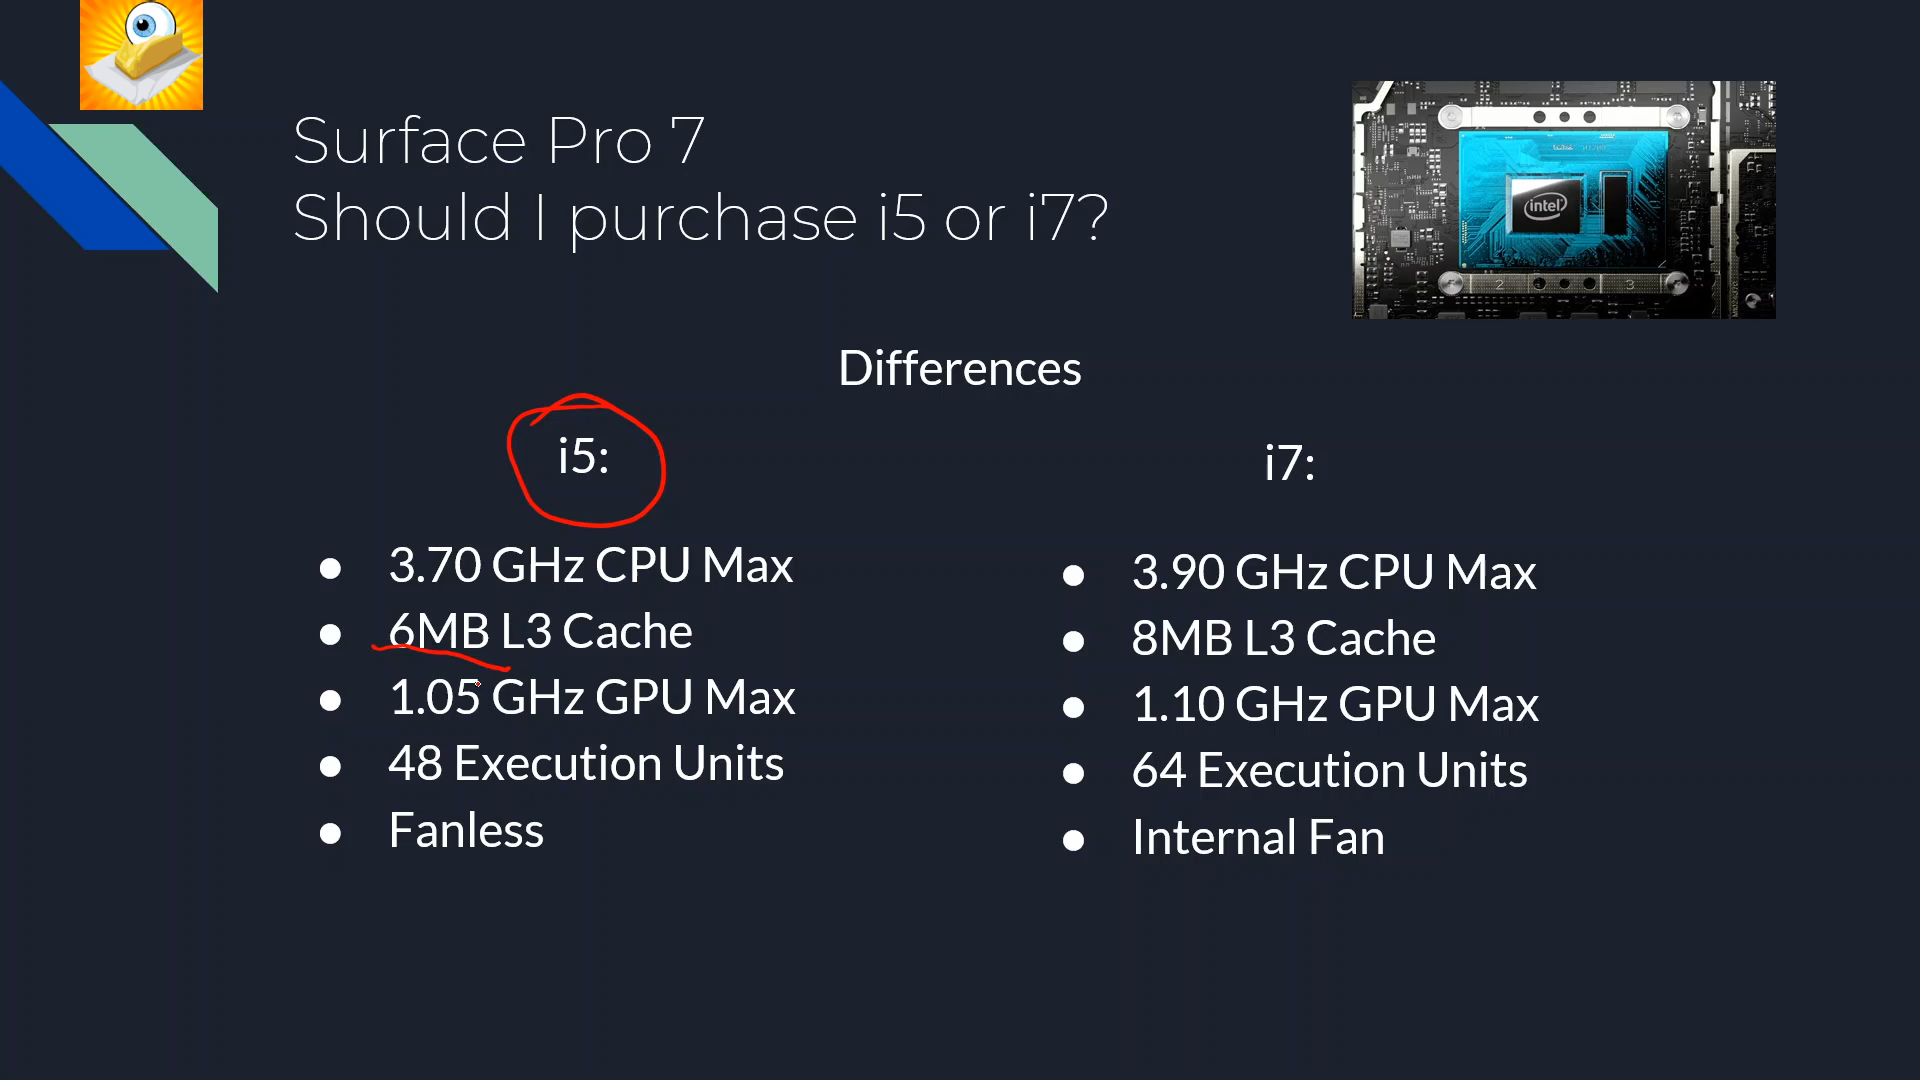 Surface Pro 7
Should I purchase i5 or i7?
intel
2
3
Differences
i5:
3.70 GHz CPU Max
6MB L3 Cache
1.05 GHz GPU Max
48 Execution Units
Fanless
i7:
3.90 GHz CPU Max
8MB L3 Cache
1.10 GHz GPU Max
64 Execution Units
Internal Fan